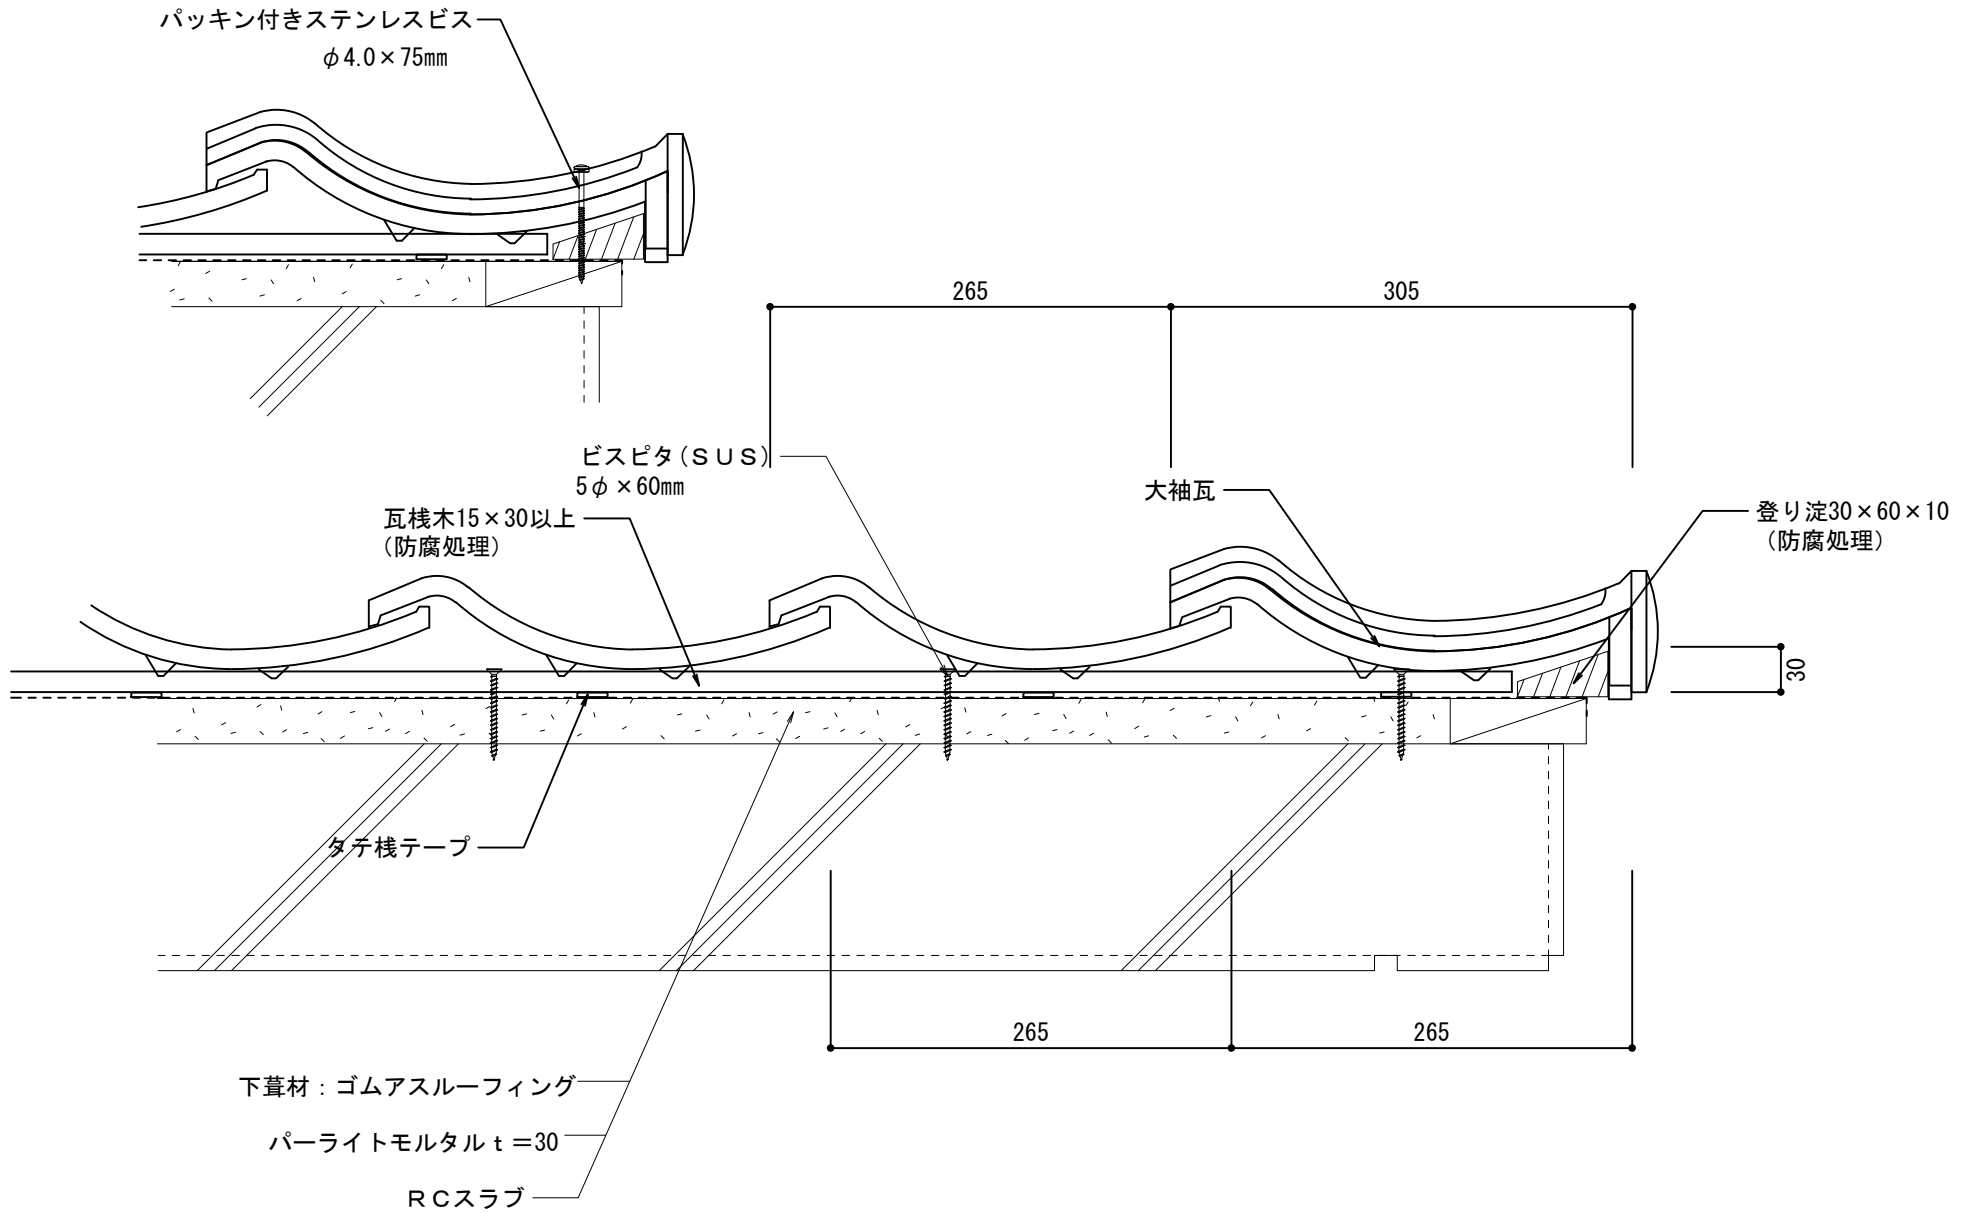 パッキン付きステンレスビス
φ4.0×75㎜
265
305
ビスピタ(ＳＵＳ)
5φ×60㎜
大袖瓦
瓦桟木15×30以上
(防腐処理)
登り淀30×60×10
(防腐処理)
30
タテ桟テープ
265
265
下葺材：ゴムアスルーフィング
パーライトモルタルｔ＝30
ＲＣスラブ